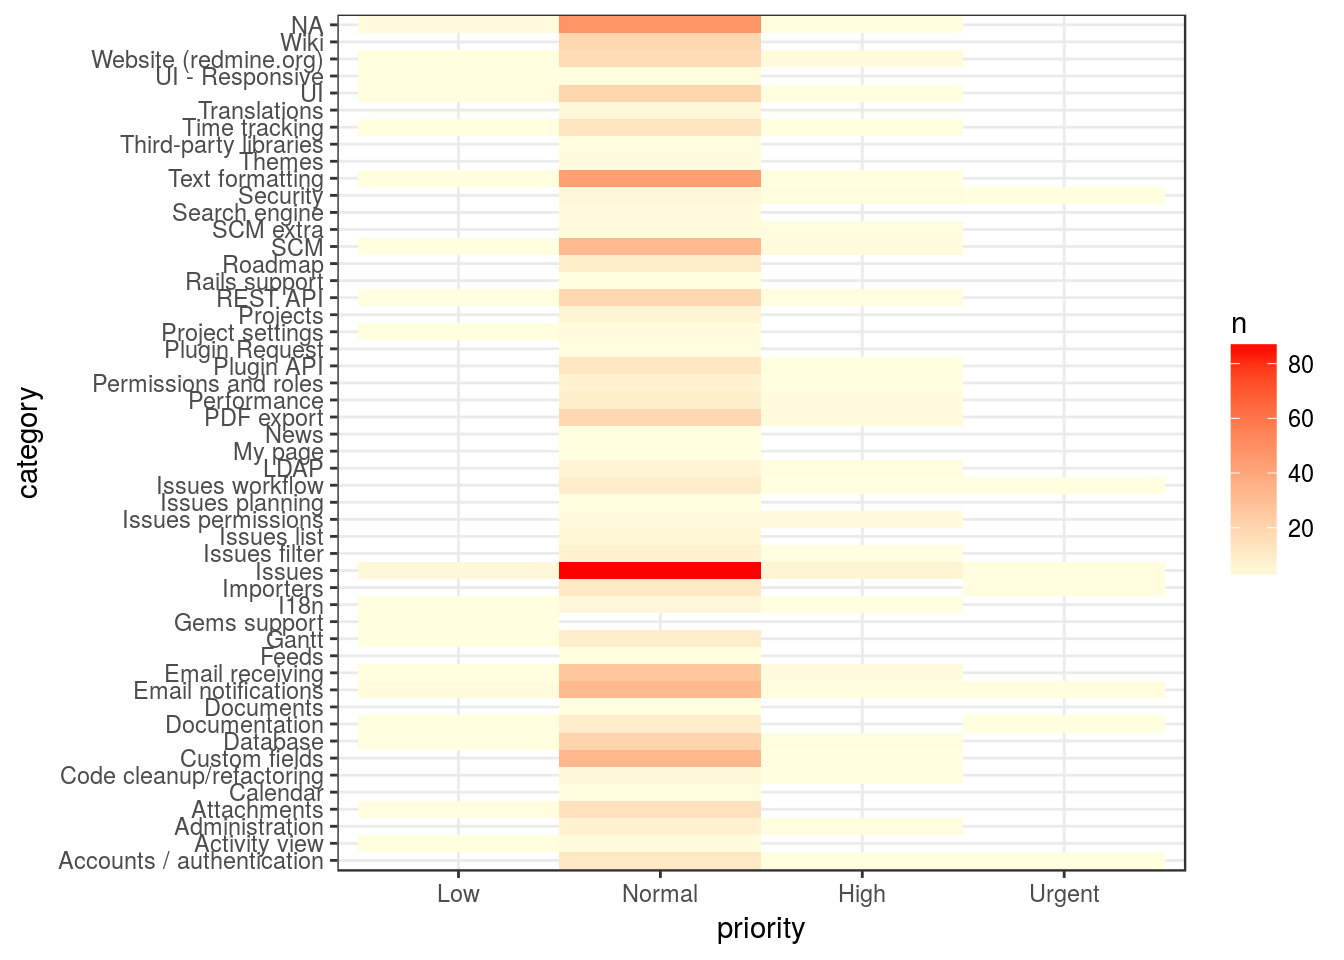 NA
Wiki
Website (redmine.org)
UI - Responsive
UI
Translations
Time tracking
Third-party libraries
Themes
Text formatting
Security
Search engine
SCM extra
SCM
Roadmap
Rails support
REST API
Projects
Project settings
Plugin Request
Plugin API
Permissions and roles
Performance
PDF export
News
My page
LDAP
Issues workflow
Issues planning
Issues permissions
Issues list
Issues filter
Issues
Importers
I18n
Gems support
Gantt
Feeds
Email receiving
Email notifications
Documents
Documentation
Database
Custom fields
Code cleanup/refactoring
Calendar
Attachments
Administration
Activity view
Accounts / authentication
category
Low
Normal
High
Urgent
priority
n
80
60
40
20